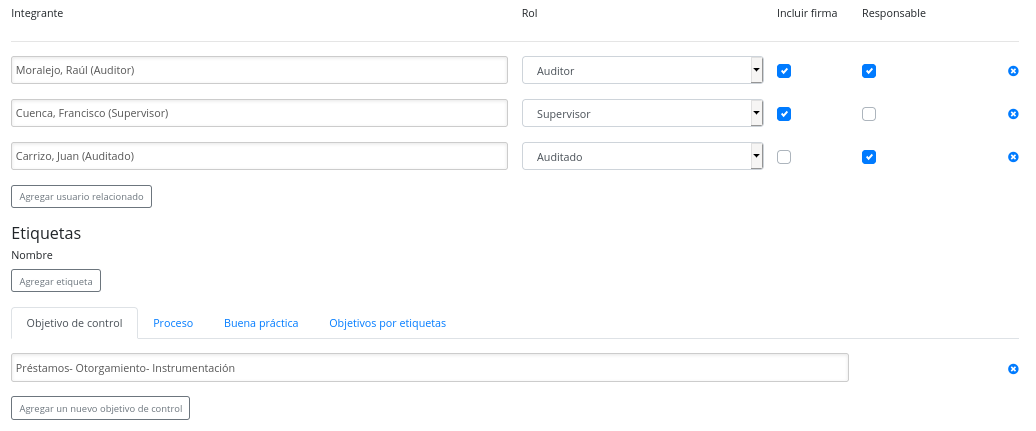 Integrante Rol Incluir firma Responsable
Moralejo, Raúl (Auditor) Auditor
Cuenca, Francisco (Supervisor) Supervisor
Carrizo, Juan (Auditado) Auditado
Agregar usuario relacionado
Etiquetas
Nombre
Agregar etiqueta
Objetivo de control Proceso Buena práctica Objetivos por etiquetas
Préstamos- Otorgamiento- Instrumentación
Agregar un nuevo objetivo de control